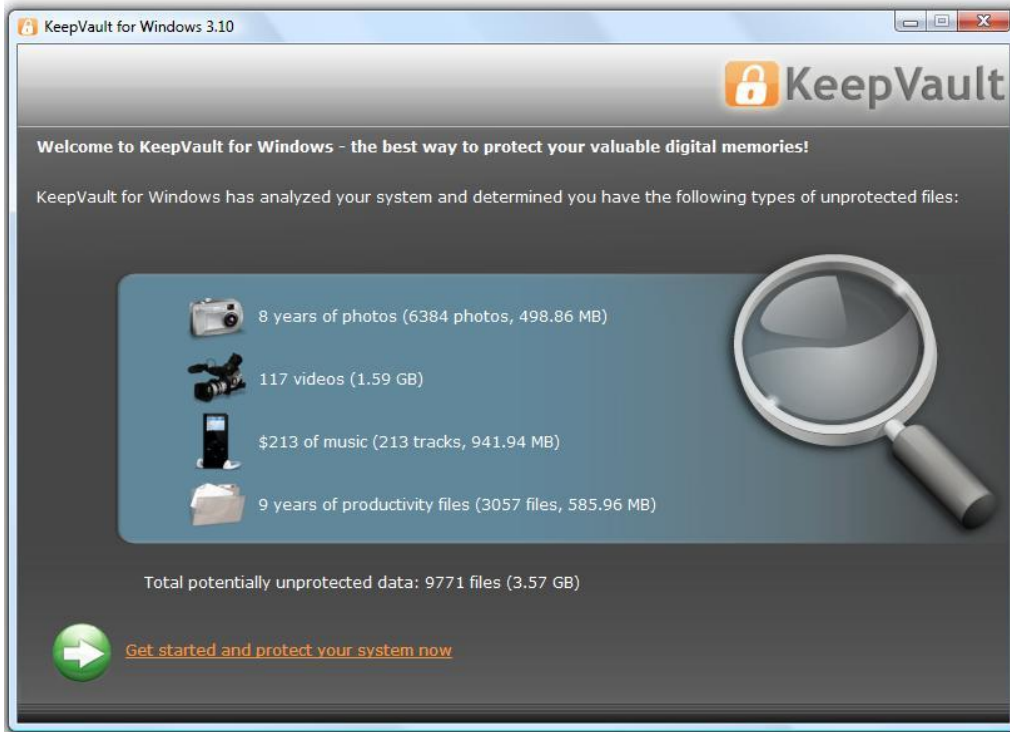 KeepVault for Windows 3.10
KeepVault
Welcome to KeepVault for Windows - the best way to protect your valuable digital memories!
KeepVault for Windows has analyzed your system and determined you have the following types of unprotected files:
8 years of photos (6384 photos, 498.86 MB)
117 videos (1.59 GB)
$213 of music (213 tracks, 941.94 MB)
9 years of productivity files (3057 files, 585.96 MB)
Total potentially unprotected data: 9771 files (3.57 GB)
Get started and protect your system now